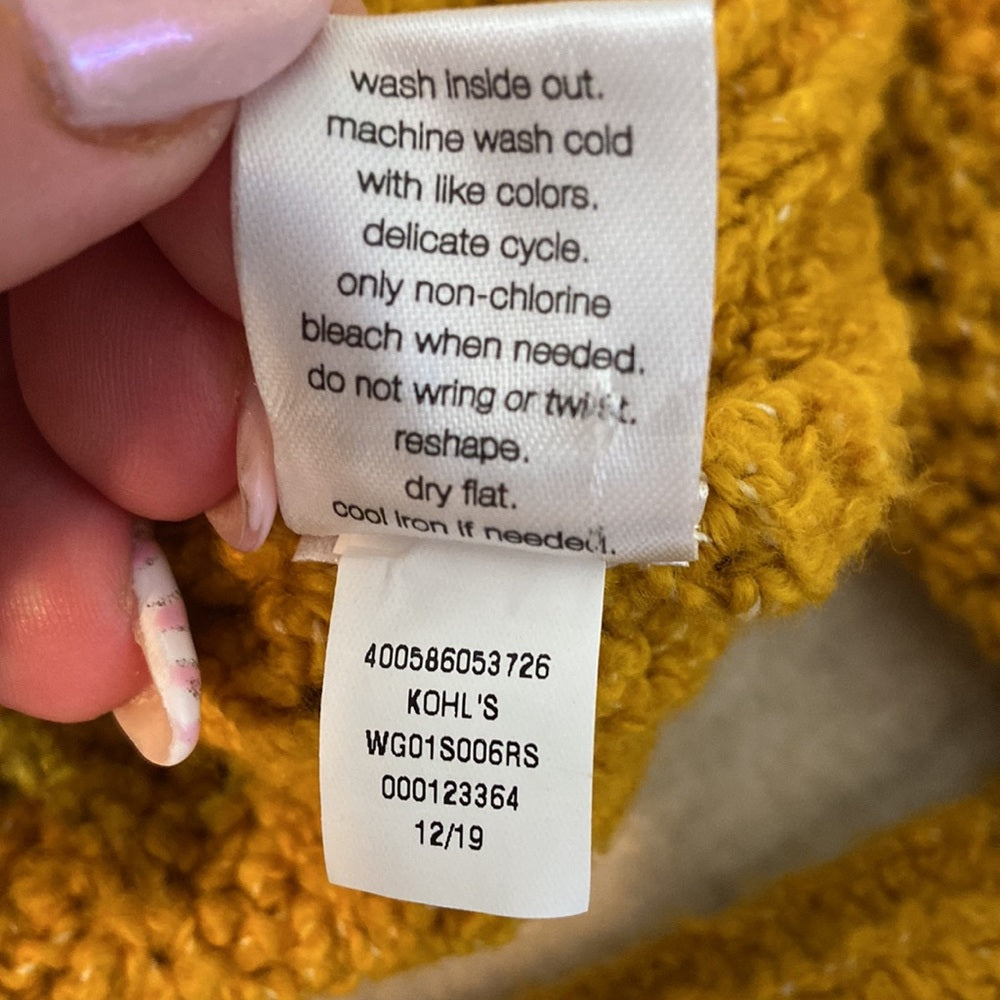 wash inside out.
machine wash cold
with like colors.
delicate cycle.
only non-chlorine
bleach when needed.
do not wring or twist.
reshape.
dry flat.
cool iron if needed.
400586053726
KOHL'S
WG01S006RS
000123364
12/19